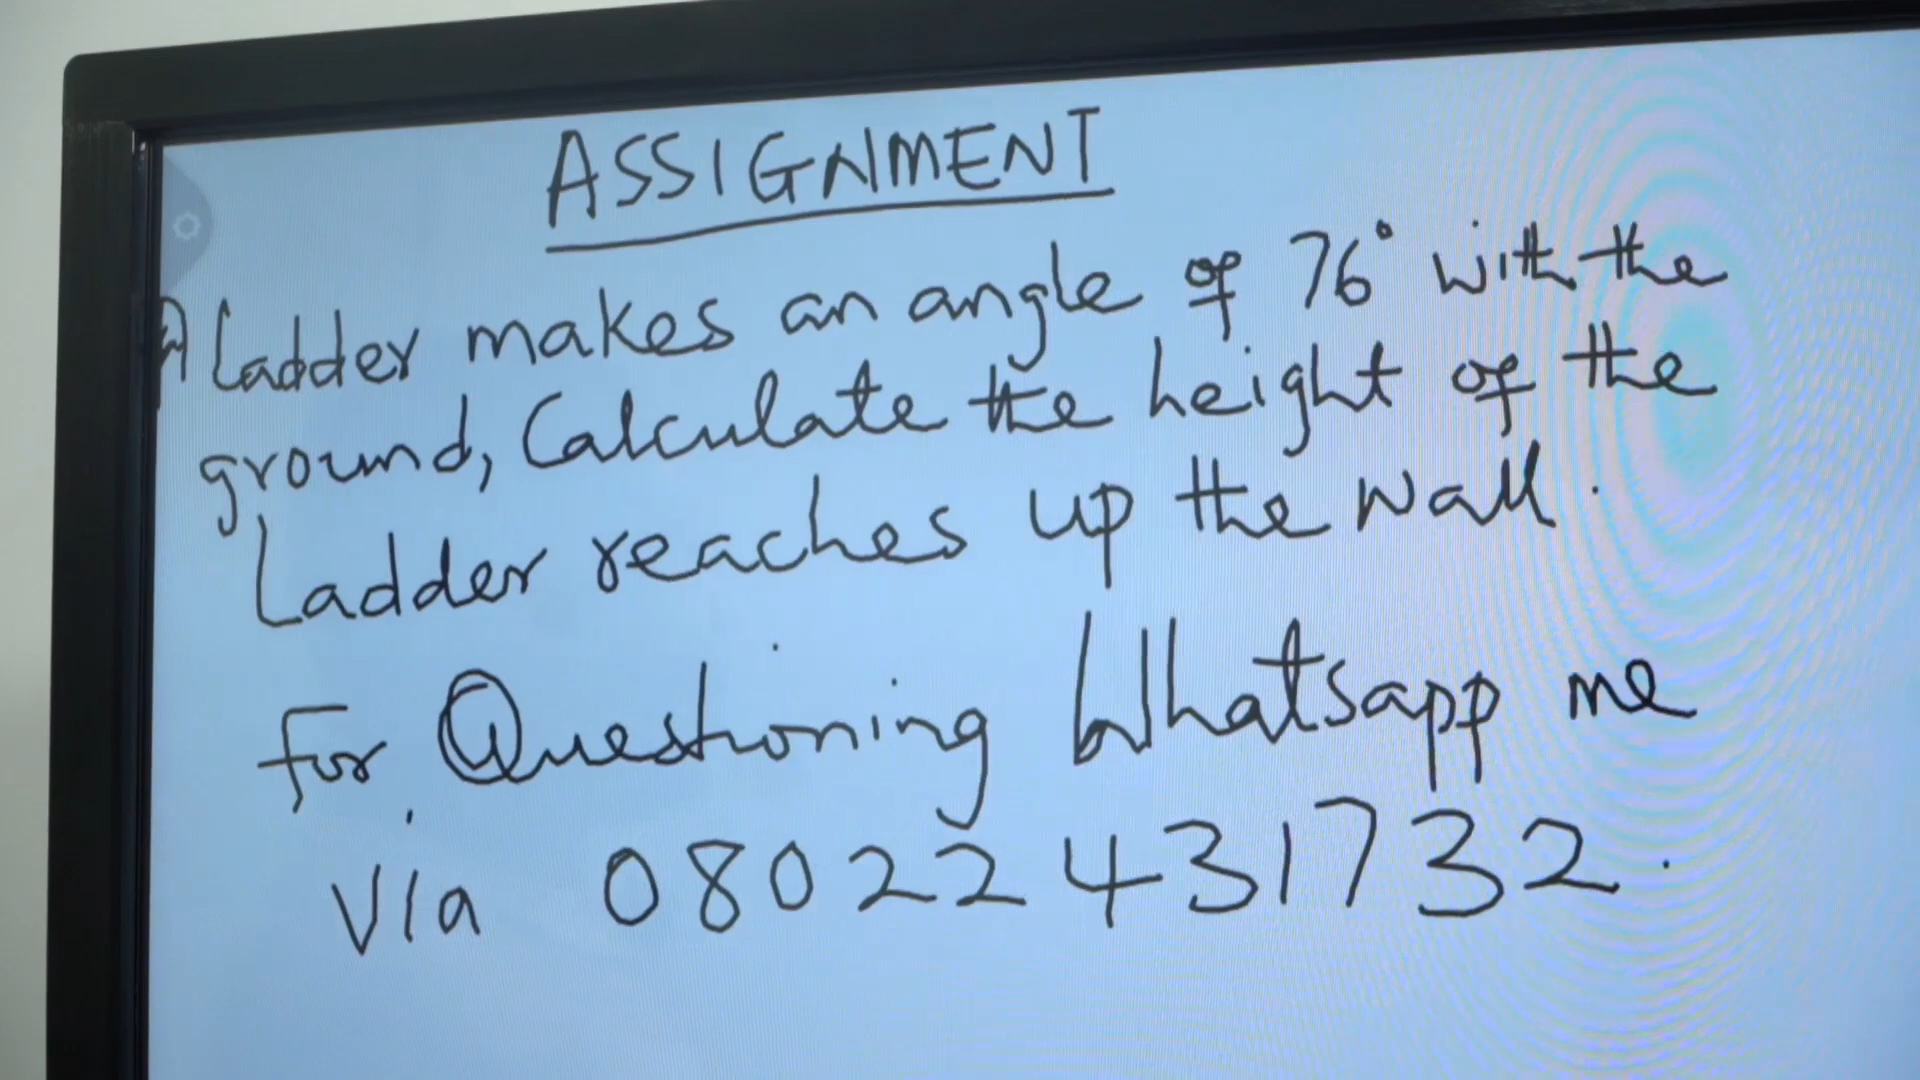 ASSIGNMENT
A Ladder makes an angle of 76° with the
ground, Calculate the height of the
Ladder reaches up the wall.
For Questioning Whatsapp me
Via 08022431732.